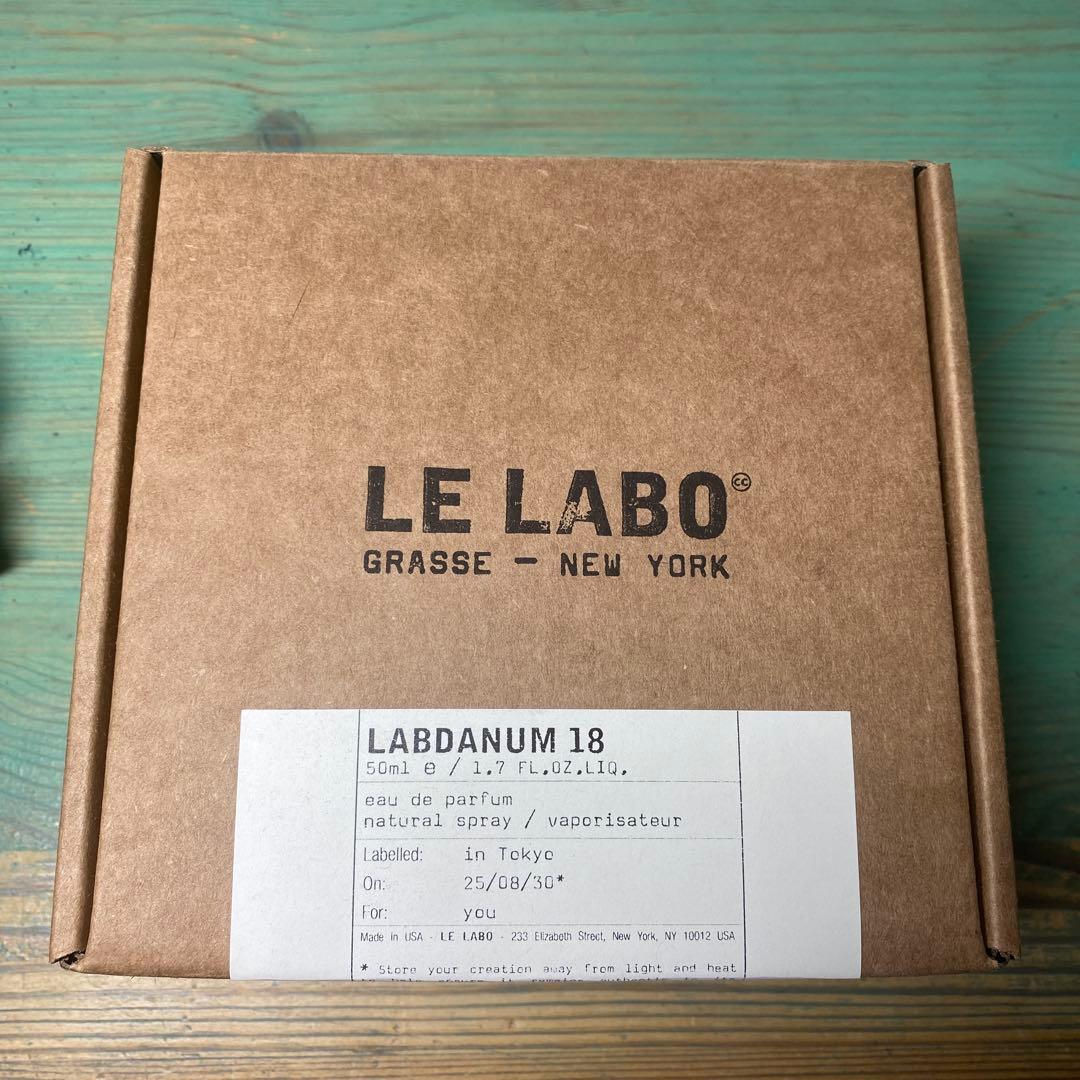 LE LABO cc
GRASSE - NEW YORK
LABDANUM 18
50ml e / 1.7 FL.OZ.LIQ.
eau de parfum
natural spray / vaporisateur
Labelled: in Tokyo
On: 25/08/30*
For: you
Made in USA - LE LABO - 233 Elizabeth Street, New York, NY 10012 USA
* Store your creation away from light and heat